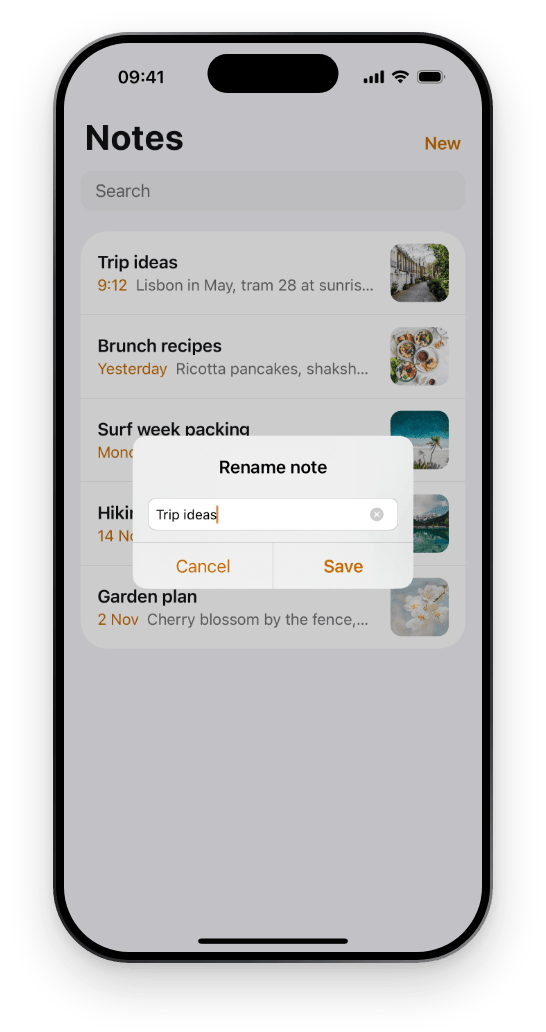 09:41
Notes
New
Search
Trip ideas
9:12 Lisbon in May, tram 28 at sunris...
Brunch recipes
Yesterday Ricotta pancakes, shaksh...
Surf week packing
Rename note
Trip ideas
Cancel
Save
Garden plan
2 Nov Cherry blossom by the fence,...